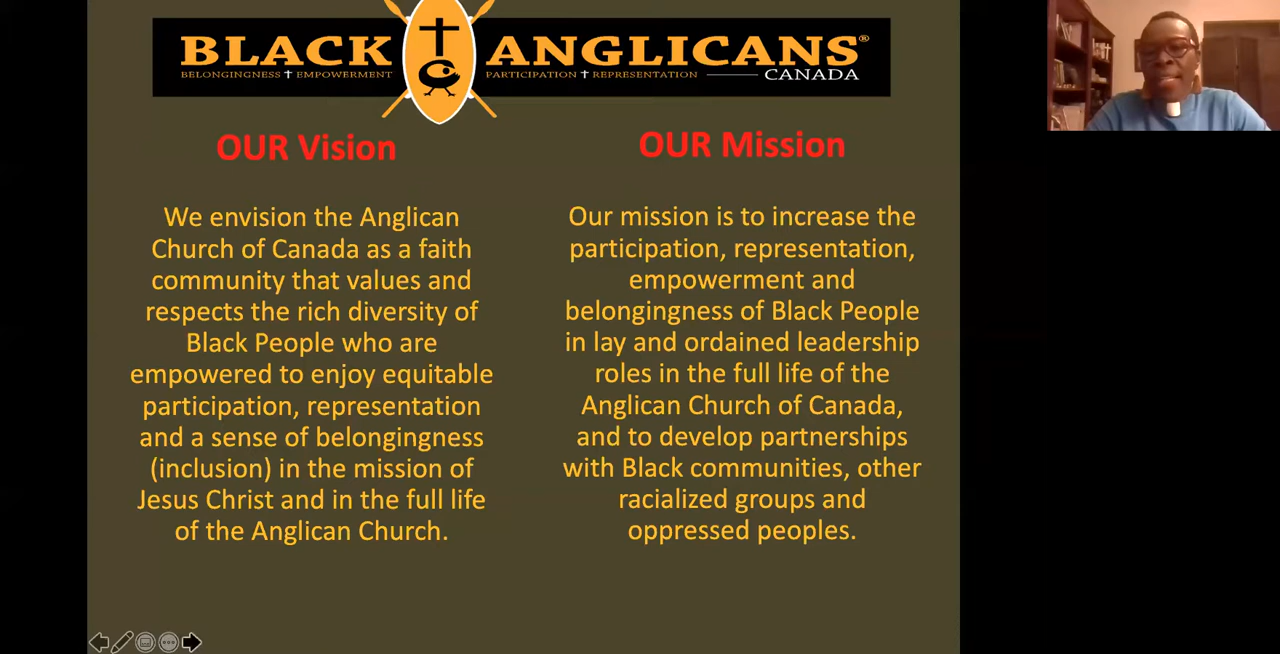 BLACK ANGLICANS®
BELONGINGNESS ✝ EMPOWERMENT PARTICIPATION ✝ REPRESENTATION CANADA
OUR Vision
We envision the Anglican
Church of Canada as a faith
community that values and
respects the rich diversity of
Black People who are
empowered to enjoy equitable
participation, representation
and a sense of belongingness
(inclusion) in the mission of
Jesus Christ and in the full life
of the Anglican Church.
OUR Mission
Our mission is to increase the
participation, representation,
empowerment and
belongingness of Black People
in lay and ordained leadership
roles in the full life of the
Anglican Church of Canada,
and to develop partnerships
with Black communities, other
racialized groups and
oppressed peoples.